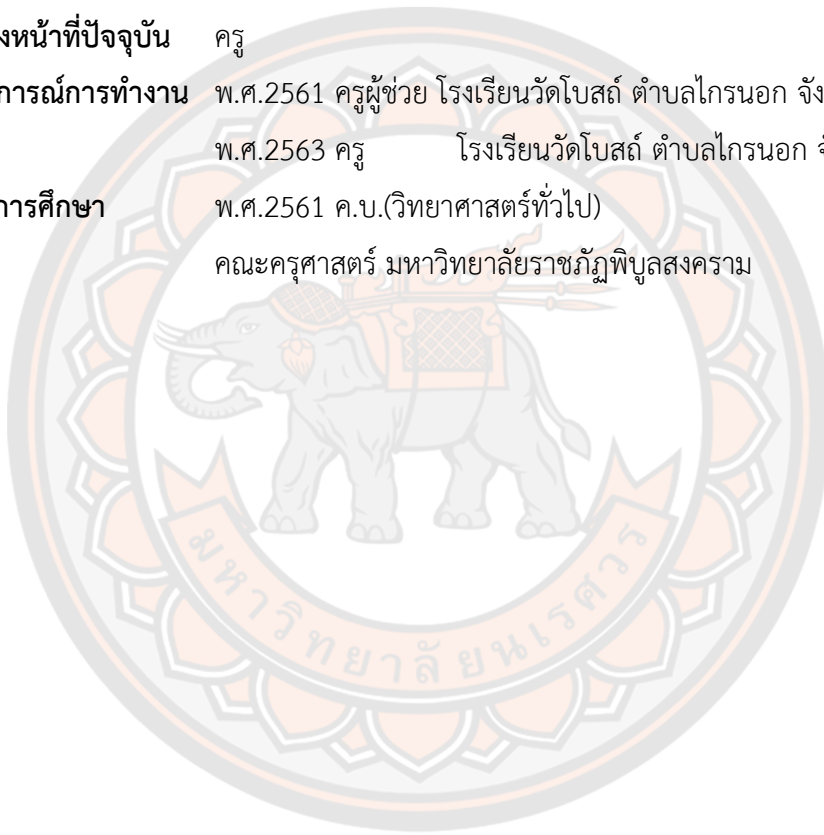 งหน้าที่ปัจจุบัน ครู
การณ์การทำงาน พ.ศ.2561 ครูผู้ช่วย โรงเรียนวัดโบสถ์ ตำบลไกรนอก จัง
พ.ศ.2563 ครู โรงเรียนวัดโบสถ์ ตำบลไกรนอก จั
การศึกษา พ.ศ.2561 ค.บ.(วิทยาศาสตร์ทั่วไป)
คณะครุศาสตร์ มหาวิทยาลัยราชภัฏพิบูลสงคราม
มหาวิทยาลัยนเรศวร